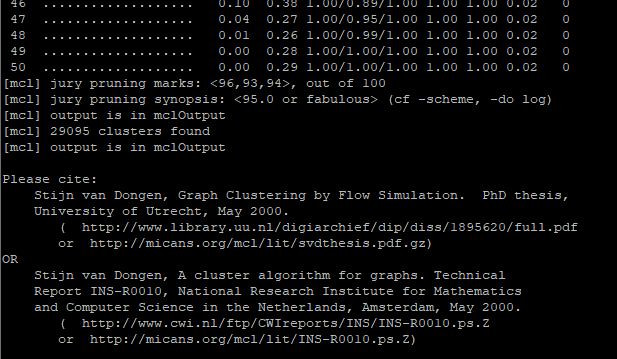 46 ................... 0.10 0.38 1.00/0.89/1.00 1.00 1.00 0.02 0
47 ................... 0.04 0.27 1.00/0.95/1.00 1.00 1.00 0.02 0
48 ................... 0.01 0.26 1.00/0.99/1.00 1.00 1.00 0.02 0
49 ................... 0.00 0.28 1.00/1.00/1.00 1.00 1.00 0.02 0
50 ................... 0.00 0.29 1.00/1.00/1.00 1.00 1.00 0.02 0
[mcl] jury pruning marks: <96,93,94>, out of 100
[mcl] jury pruning synopsis: <95.0 or fabulous> (cf -scheme, -do log)
[mcl] output is in mclOutput
[mcl] 29095 clusters found
[mcl] output is in mclOutput
Please cite:
Stijn van Dongen, Graph Clustering by Flow Simulation. PhD thesis,
University of Utrecht, May 2000.
( http://www.library.uu.nl/digiarchief/dip/diss/1895620/full.pdf
or http://micans.org/mcl/lit/svdthesis.pdf.gz)
OR
Stijn van Dongen, A cluster algorithm for graphs. Technical
Report INS-R0010, National Research Institute for Mathematics
and Computer Science in the Netherlands, Amsterdam, May 2000.
( http://www.cwi.nl/ftp/CWIreports/INS/INS-R0010.ps.Z
or http://micans.org/mcl/lit/INS-R0010.ps.Z)